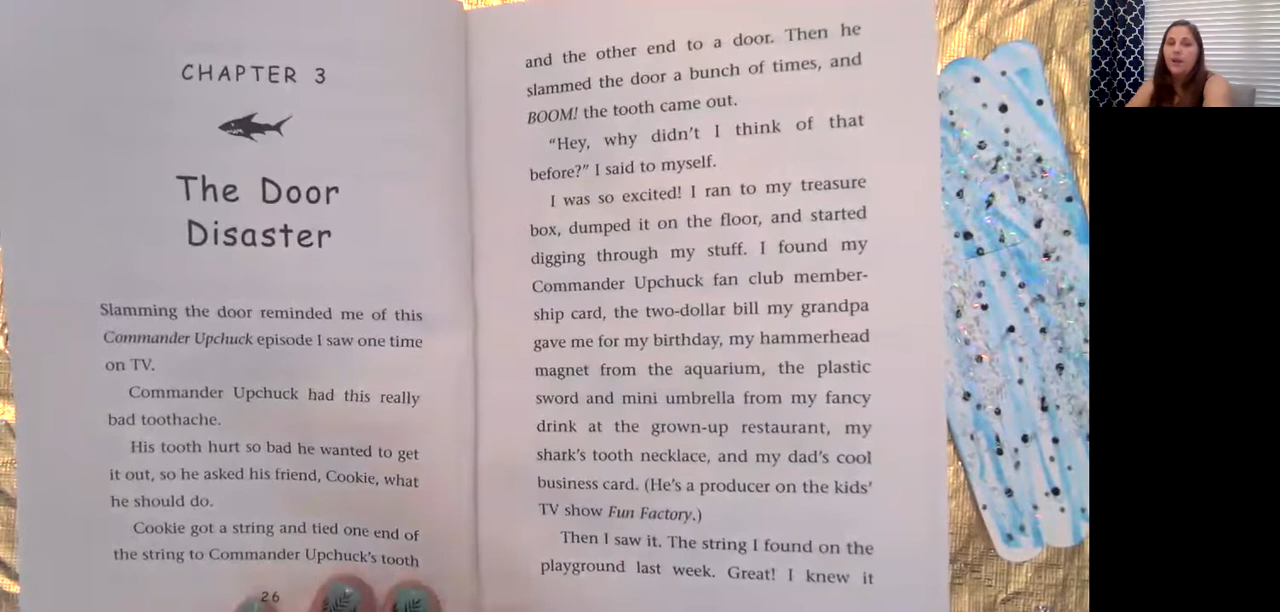 CHAPTER 3
The Door
Disaster
Slamming the door reminded me of this
Commander Upchuck episode I saw one time
on TV.
Commander Upchuck had this really
bad toothache.
His tooth hurt so bad he wanted to get
it out, so he asked his friend, Cookie, what
he should do.
Cookie got a string and tied one end of
the string to Commander Upchuck's tooth
26
and the other end to a door. Then he
slammed the door a bunch of times, and
BOOM! the tooth came out.
"Hey, why didn't I think of that
before?" I said to myself.
I was so excited! I ran to my treasure
box, dumped it on the floor, and started
digging through my stuff. I found my
Commander Upchuck fan club member-
ship card, the two-dollar bill my grandpa
gave me for my birthday, my hammerhead
magnet from the aquarium, the plastic
sword and mini umbrella from my fancy
drink at the grown-up restaurant, my
shark's tooth necklace, and my dad's cool
business card. (He's a producer on the kids'
TV show Fun Factory.)
Then I saw it. The string I found on the
playground last week. Great! I knew it